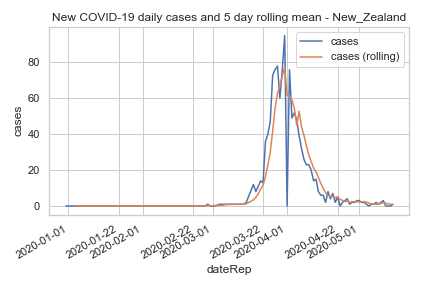 New COVID-19 daily cases and 5 day rolling mean - New_Zealand
cases
cases (rolling)
cases
80
60
40
20
0
2020-01-01
2020-01-22
2020-02-01
2020-02-22
2020-03-01
2020-03-22
2020-04-01
2020-04-22
2020-05-01
dateRep